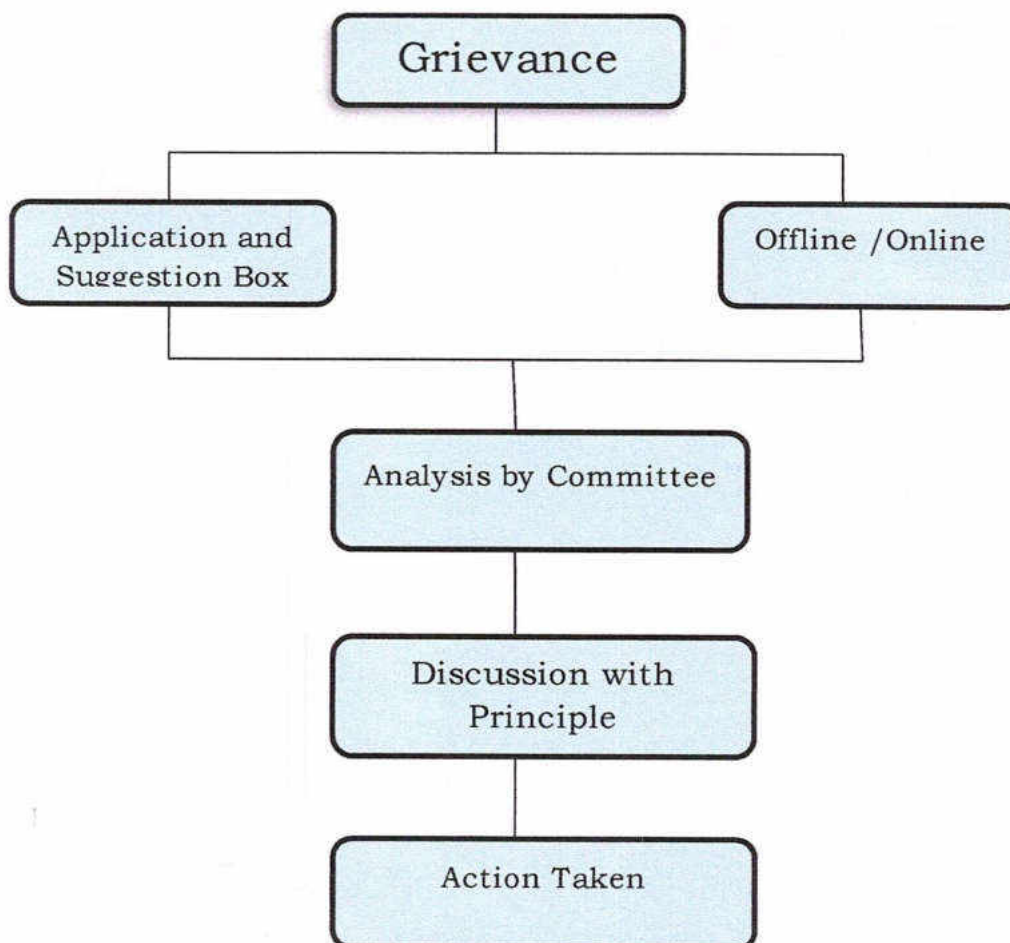 Grievance
Application and
Suggestion Box
Offline /Online
Analysis by Committee
Discussion with
Principle
Action Taken